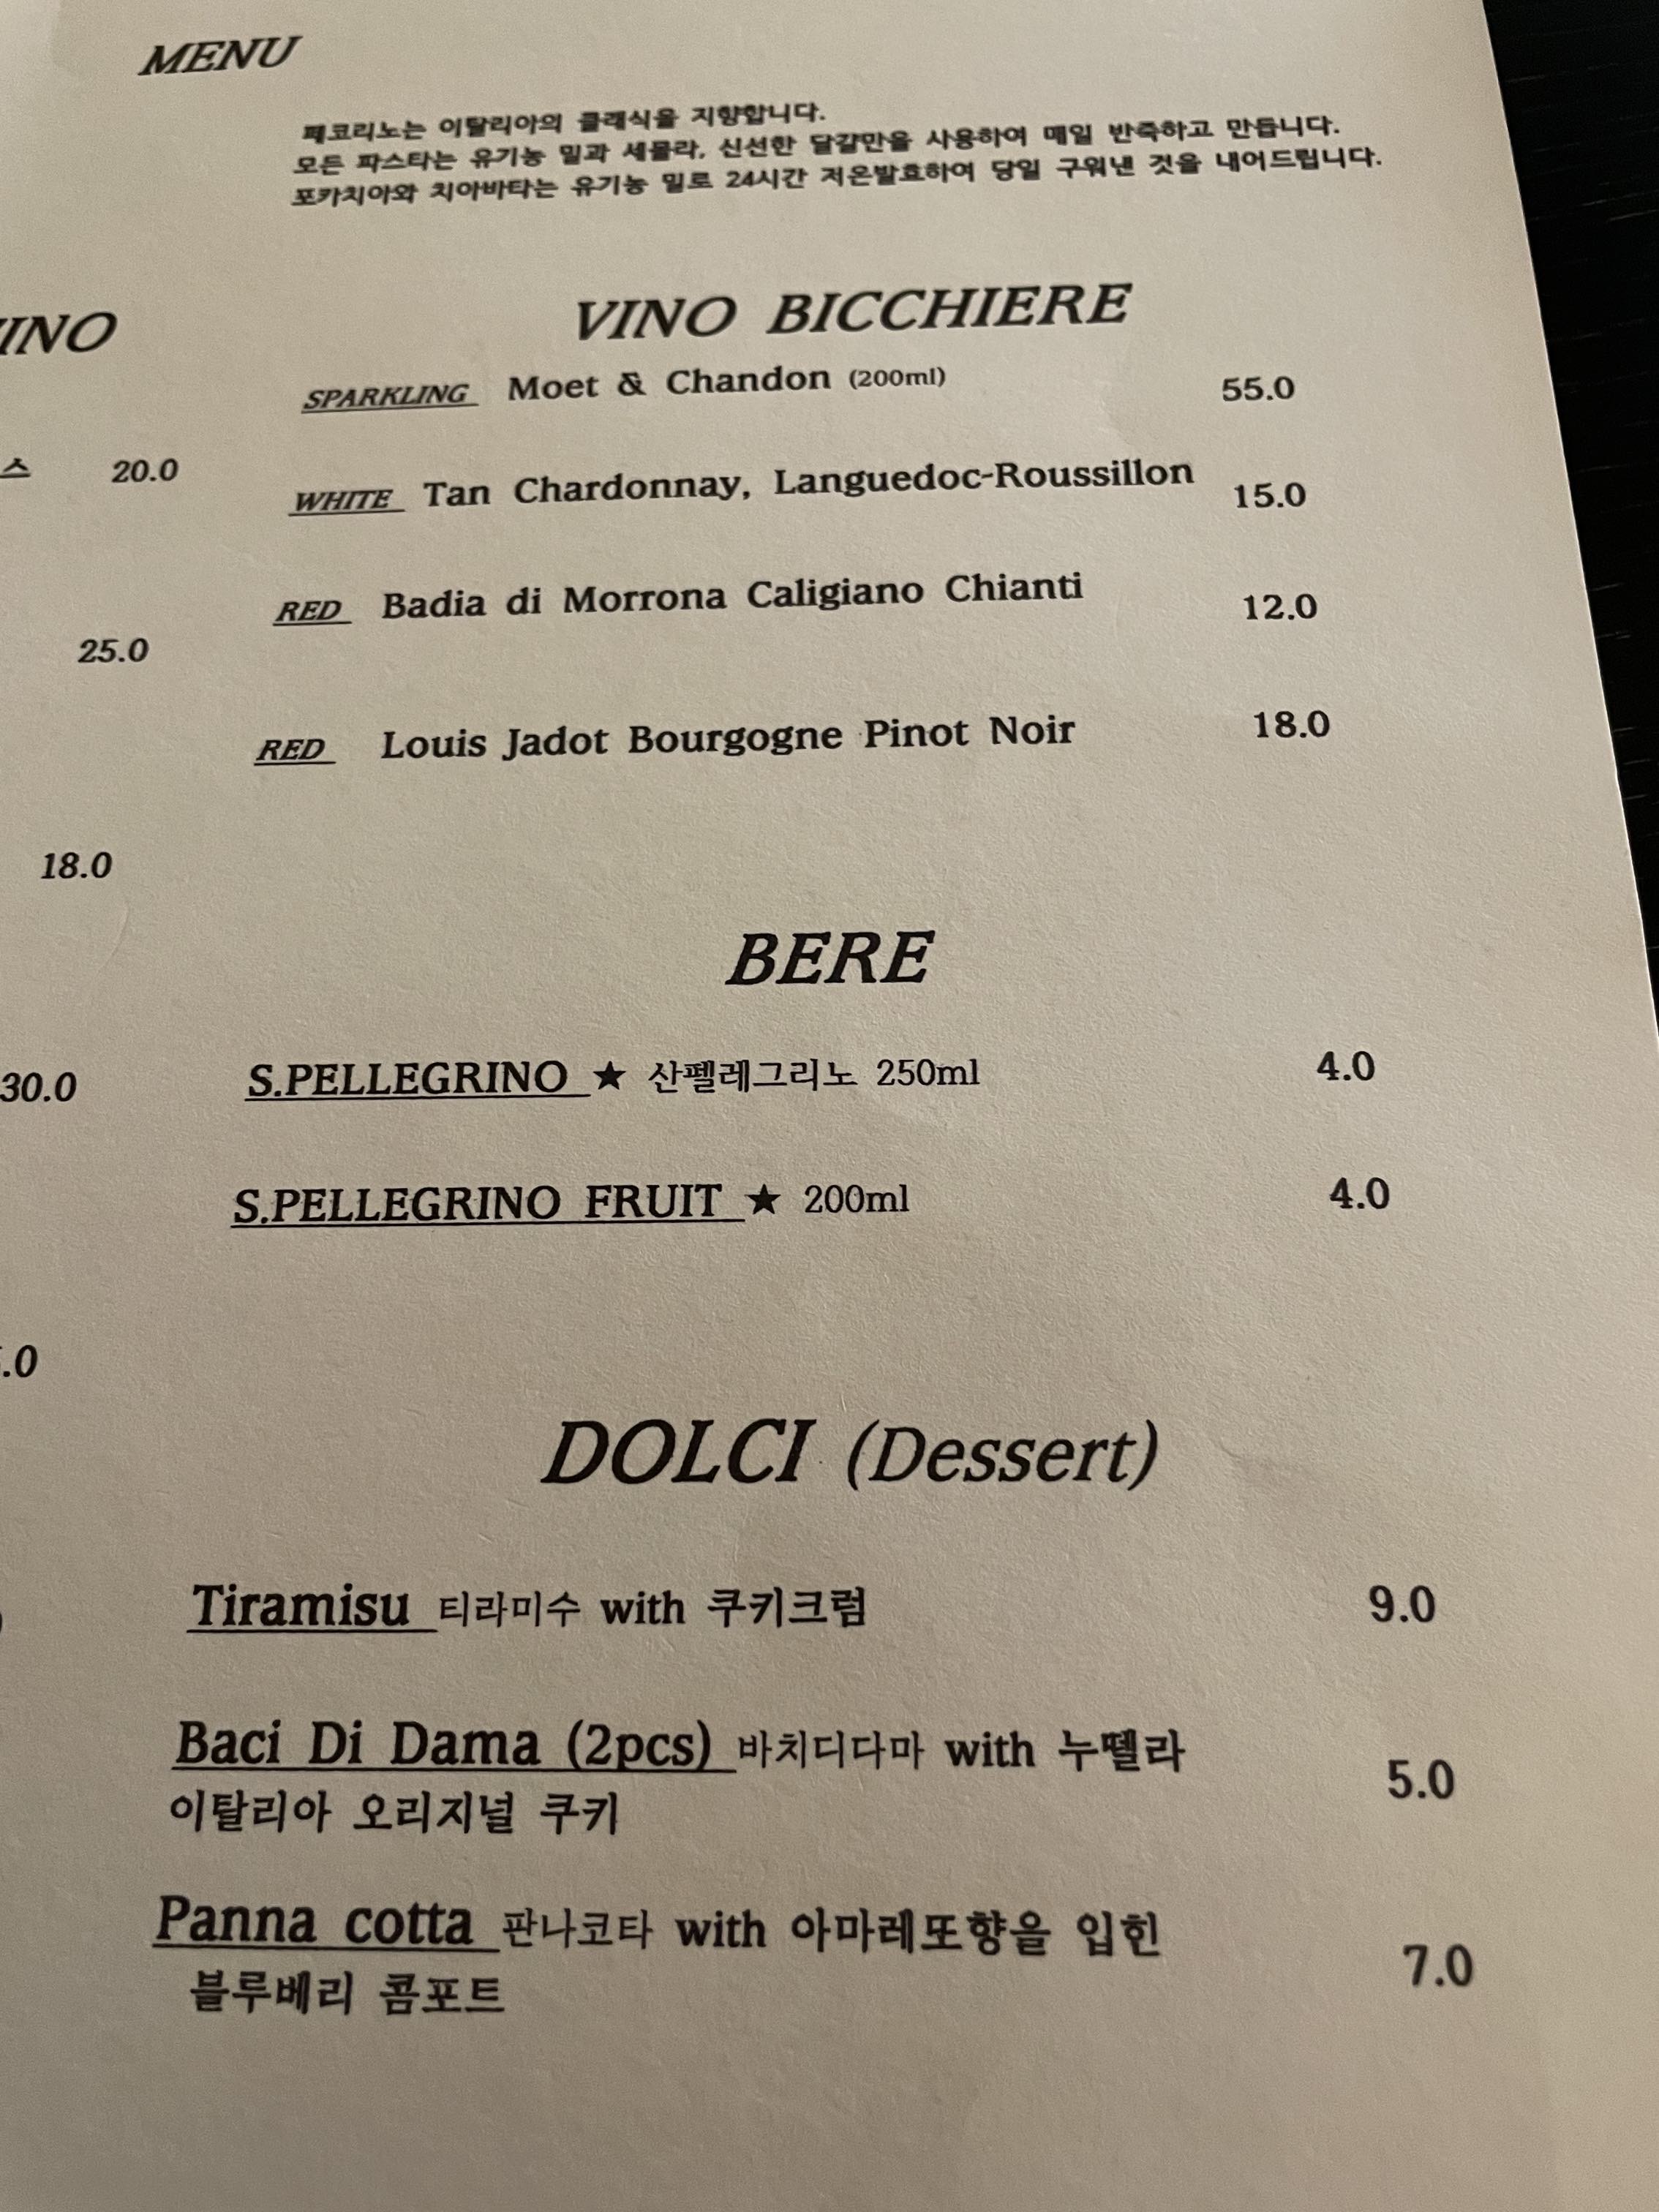 MENU
페코리노는 이탈리아의 클래식을 지향합니다.
모든 파스타는 유기농 밀과 세몰라, 신선한 달걀만을 사용하여 매일 반죽하고 만듭니다.
포카치아와 치아바타는 유기농 밀로 24시간 저온발효하여 당일 구워낸 것을 내어드립니다.
VINO BICCHIERE
SPARKLING Moet & Chandon (200ml) 55.0
WHITE Tan Chardonnay, Languedoc-Roussillon 15.0
RED Badia di Morrona Caligiano Chianti 12.0
RED Louis Jadot Bourgogne Pinot Noir 18.0
BERE
S.PELLEGRINO ★ 산펠레그리노 250ml 4.0
S.PELLEGRINO FRUIT ★ 200ml 4.0
DOLCI (Dessert)
Tiramisu 티라미수 with 쿠키크럼 9.0
Baci Di Dama (2pcs) 바치디다마 with 누뗄라 5.0
이탈리아 오리지널 쿠키
Panna cotta 판나코타 with 아마레또향을 입힌 7.0
블루베리 콤포트
스 20.0
25.0
18.0
30.0